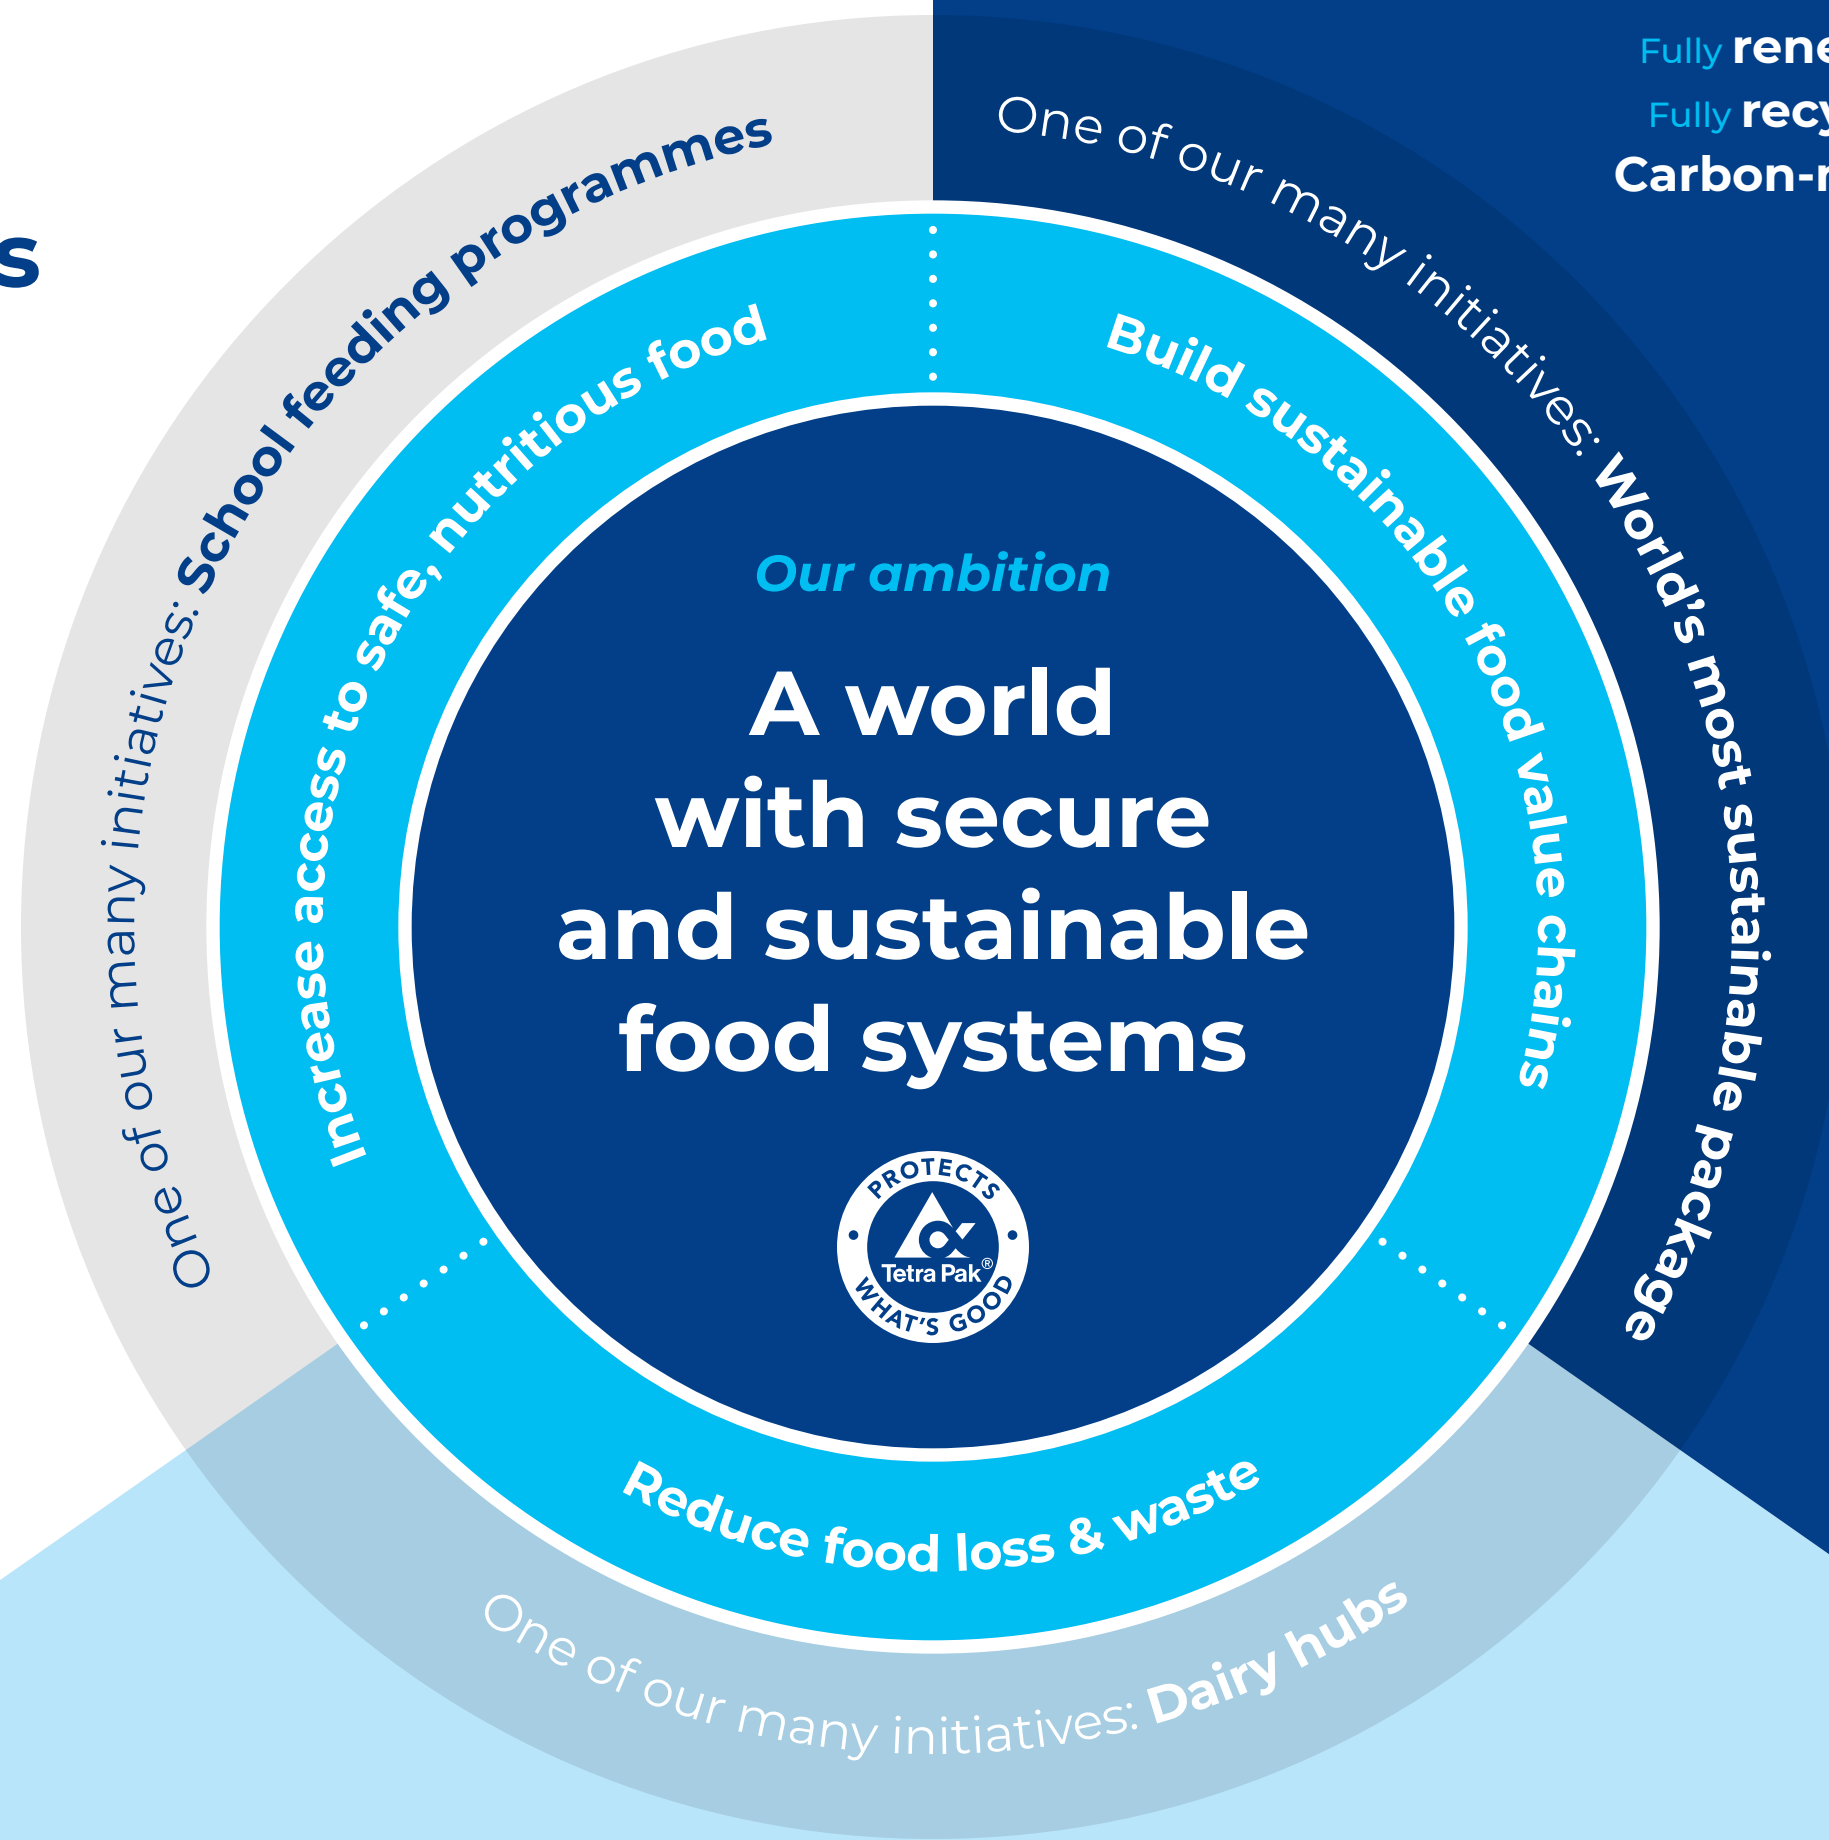 Fully
Fully
Carbon-
s
One of our many initiatives: School feeding programmes
One of our many initiatives: World's most sustainable package
Increase access to safe, nutritious food
Build sustainable food value chains
Our ambition
A world
with secure
and sustainable
food systems
PROTECTS
Tetra Pak®
WHAT'S GOOD
Reduce food loss & waste
One of our many initiatives: Dairy hubs